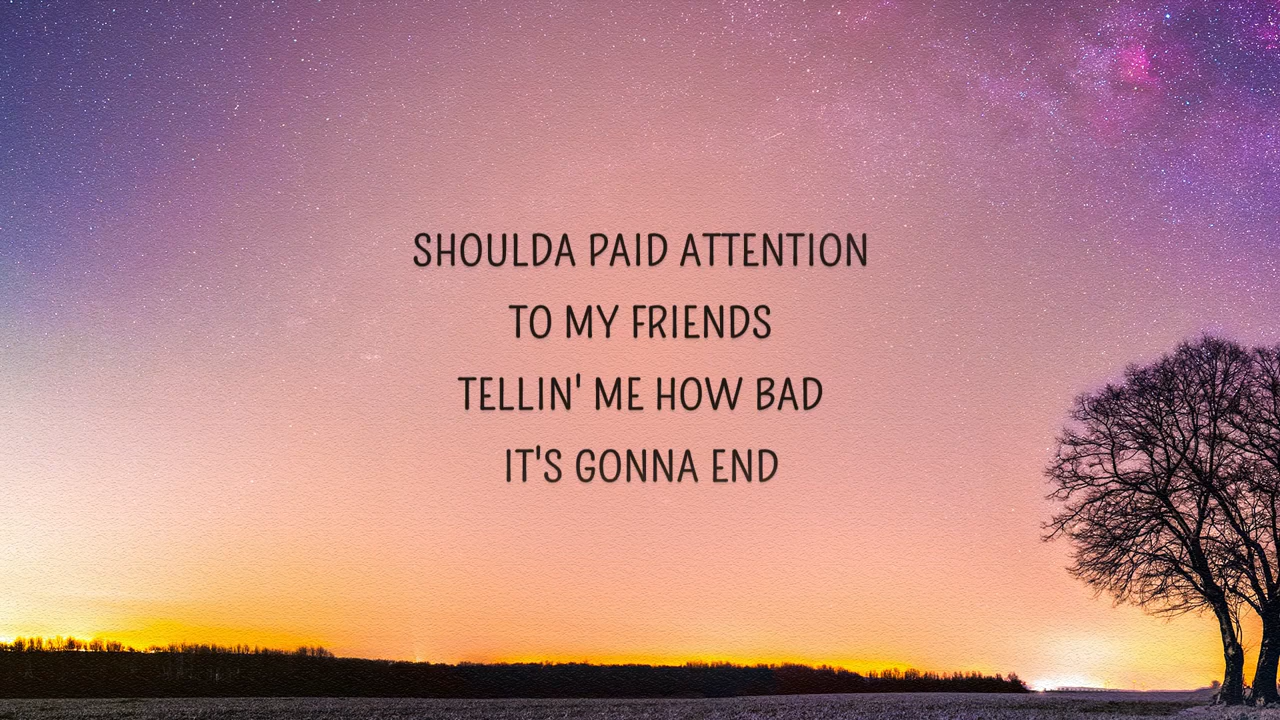 SHOULDA PAID ATTENTION
TO MY FRIENDS
TELLIN' ME HOW BAD
IT'S GONNA END